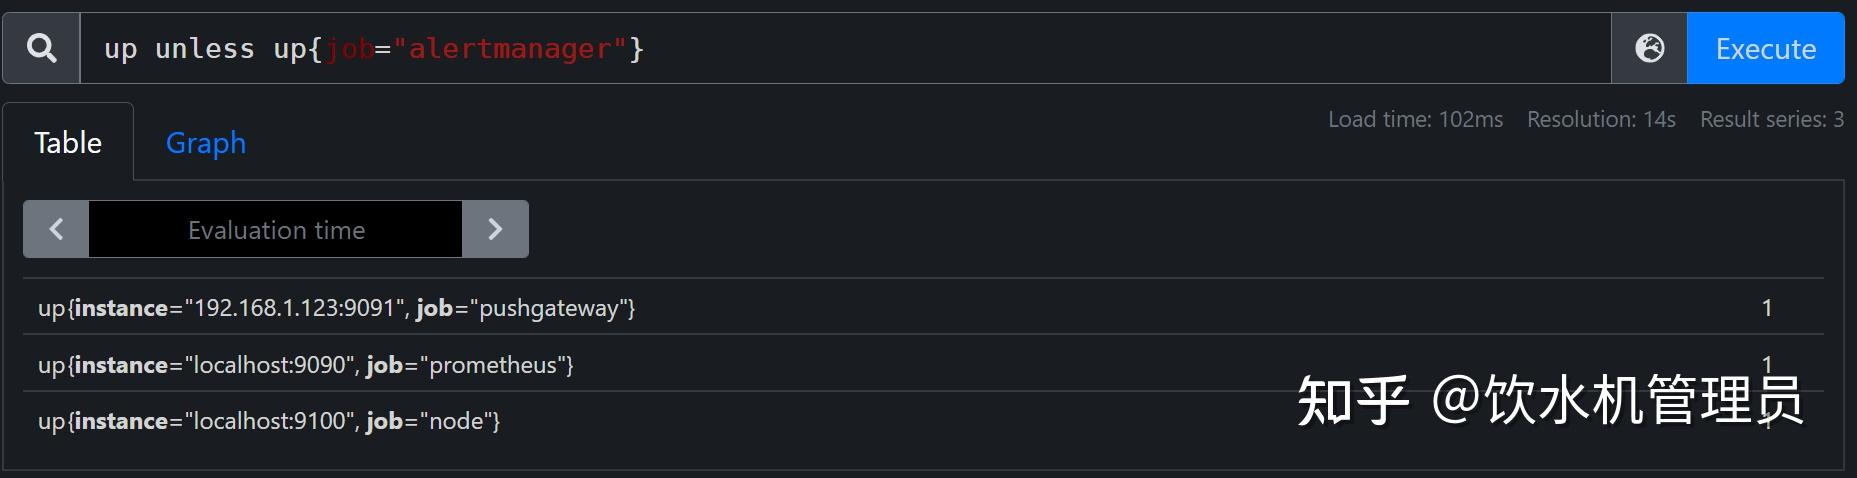 up unless up{job="alertmanager"}
Execute
Load time: 102ms Resolution: 14s Result series: 3
Table Graph
Evaluation time
up{instance="192.168.1.123:9091", job="pushgateway"} 1
up{instance="localhost:9090", job="prometheus"} 1
up{instance="localhost:9100", job="node"} 1
知乎 @饮水机管理员